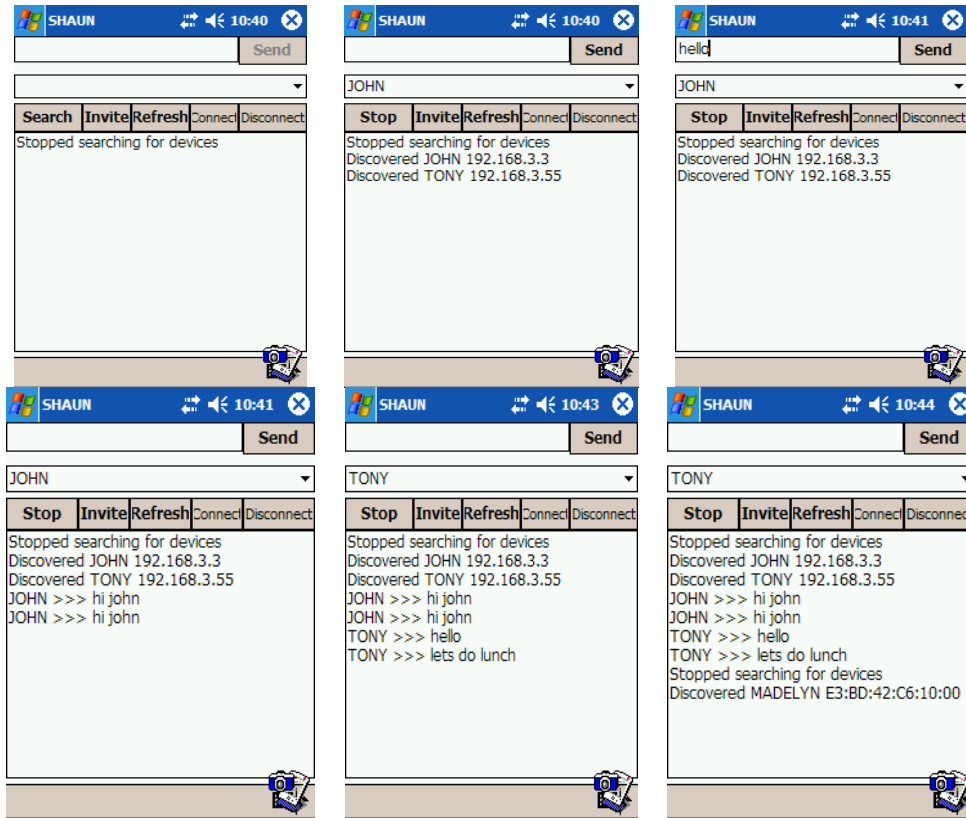 SHAUN 10:40
Send
Search Invite Refresh Connect Disconnect
Stopped searching for devices
SHAUN 10:40
Send
JOHN
Stop Invite Refresh Connect Disconnect
Stopped searching for devices
Discovered JOHN 192.168.3.3
Discovered TONY 192.168.3.55
SHAUN 10:41
hello Send
JOHN
Stop Invite Refresh Connect Disconnect
Stopped searching for devices
Discovered JOHN 192.168.3.3
Discovered TONY 192.168.3.55
SHAUN 10:41
Send
JOHN
Stop Invite Refresh Connect Disconnect
Stopped searching for devices
Discovered JOHN 192.168.3.3
Discovered TONY 192.168.3.55
JOHN >>> hi john
JOHN >>> hi john
SHAUN 10:43
Send
TONY
Stop Invite Refresh Connect Disconnect
Stopped searching for devices
Discovered JOHN 192.168.3.3
Discovered TONY 192.168.3.55
JOHN >>> hi john
JOHN >>> hi john
TONY >>> hello
TONY >>> lets do lunch
SHAUN 10:44
Send
TONY
Stop Invite Refresh Connect Disconnec
Stopped searching for devices
Discovered JOHN 192.168.3.3
Discovered TONY 192.168.3.55
JOHN >>> hi john
JOHN >>> hi john
TONY >>> hello
TONY >>> lets do lunch
Stopped searching for devices
Discovered MADELYN E3:BD:42:C6:10:00